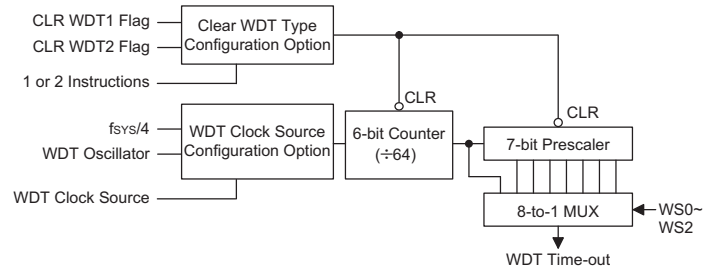 CLR WDT1 Flag
CLR WDT2 Flag
1 or 2 Instructions
Clear WDT Type
Configuration Option
CLR
CLR
fSYS/4
WDT Oscillator
WDT Clock Source
WDT Clock Source
Configuration Option
6-bit Counter
(÷64)
7-bit Prescaler
8-to-1 MUX
WS0~
WS2
WDT Time-out